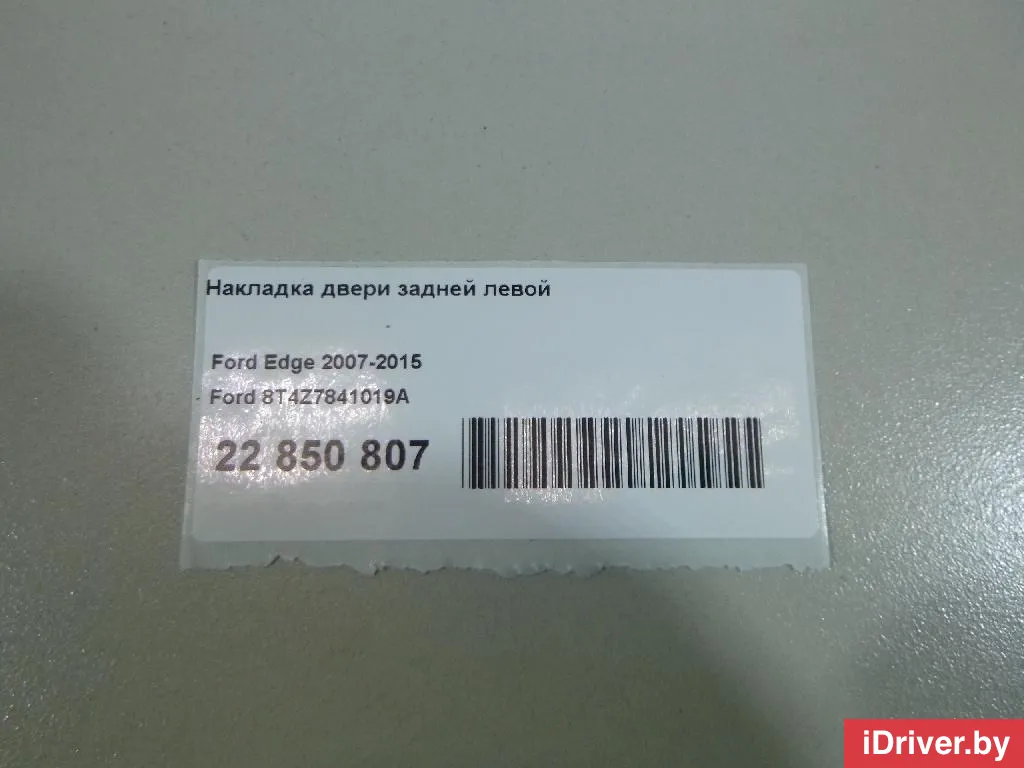 Накладка двери задней левой
Ford Edge 2007-2015
Ford 8T4Z7841019A
22 850 807
iDriver.by